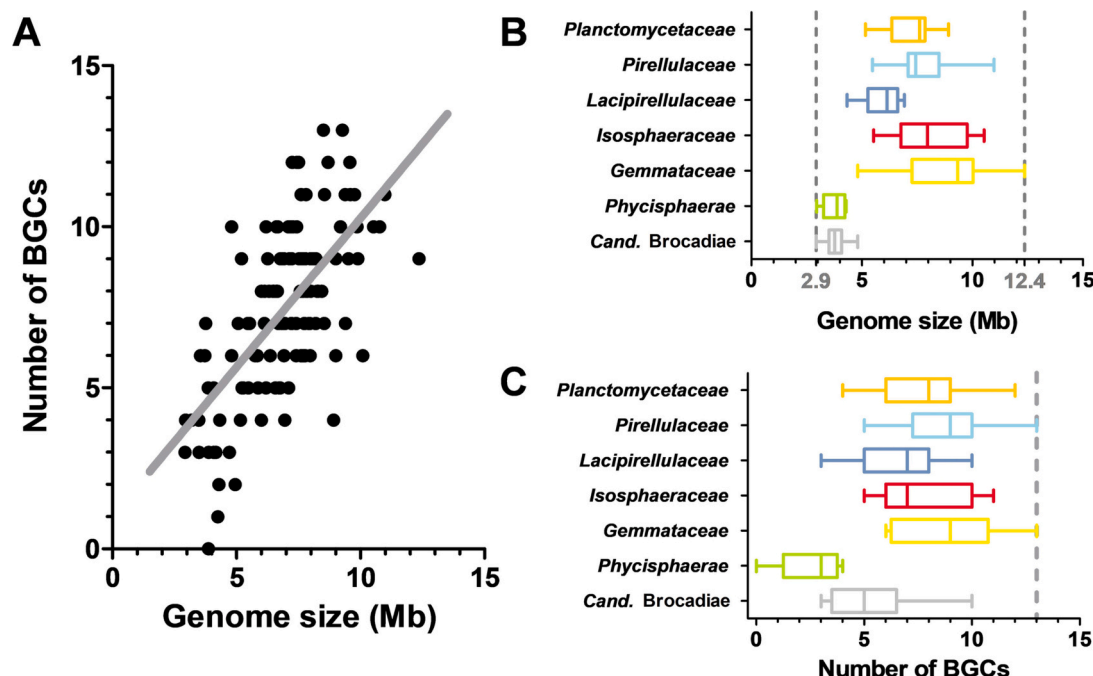 A
15
10
5
0
Number of BGCs
0 5 10 15
Genome size (Mb)
B
Planctomycetaceae
Pirellulaceae
Lacipirellulaceae
Isosphaeraceae
Gemmataceae
Phycisphaerae
Cand. Brocadiae
0 5 10 15
2.9 12.4
Genome size (Mb)
C
Planctomycetaceae
Pirellulaceae
Lacipirellulaceae
Isosphaeraceae
Gemmataceae
Phycisphaerae
Cand. Brocadiae
0 5 10 15
Number of BGCs